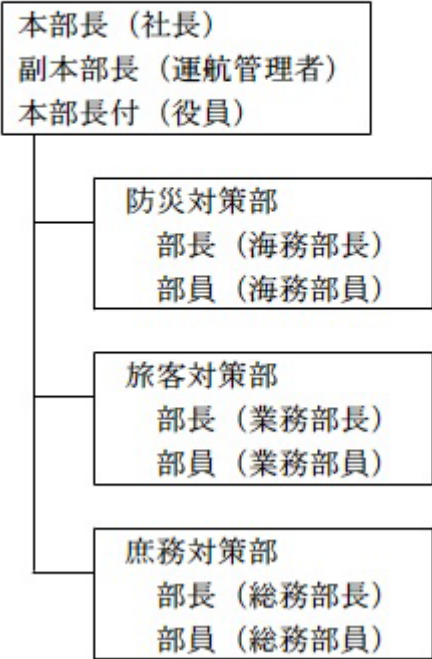 本部長（社長）
副本部長（運航管理者）
本部長付（役員）
防災対策部
部長（海務部長）
部員（海務部員）
旅客対策部
部長（業務部長）
部員（業務部員）
庶務対策部
部長（総務部長）
部員（総務部員）